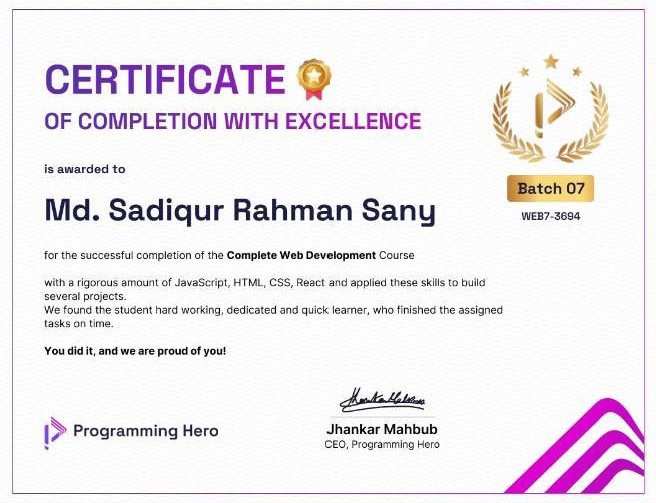 CERTIFICATE
OF COMPLETION WITH EXCELLENCE
is awarded to
Md. Sadiqur Rahman Sany
Batch 07
WEB7-3694
for the successful completion of the Complete Web Development Course
with a rigorous amount of JavaScript, HTML, CSS, React and applied these skills to build
several projects.
We found the student hard working, dedicated and quick learner, who finished the assigned
tasks on time.
You did it, and we are proud of you!
Programming Hero
Jhankar Mahbub
CEO, Programming Hero